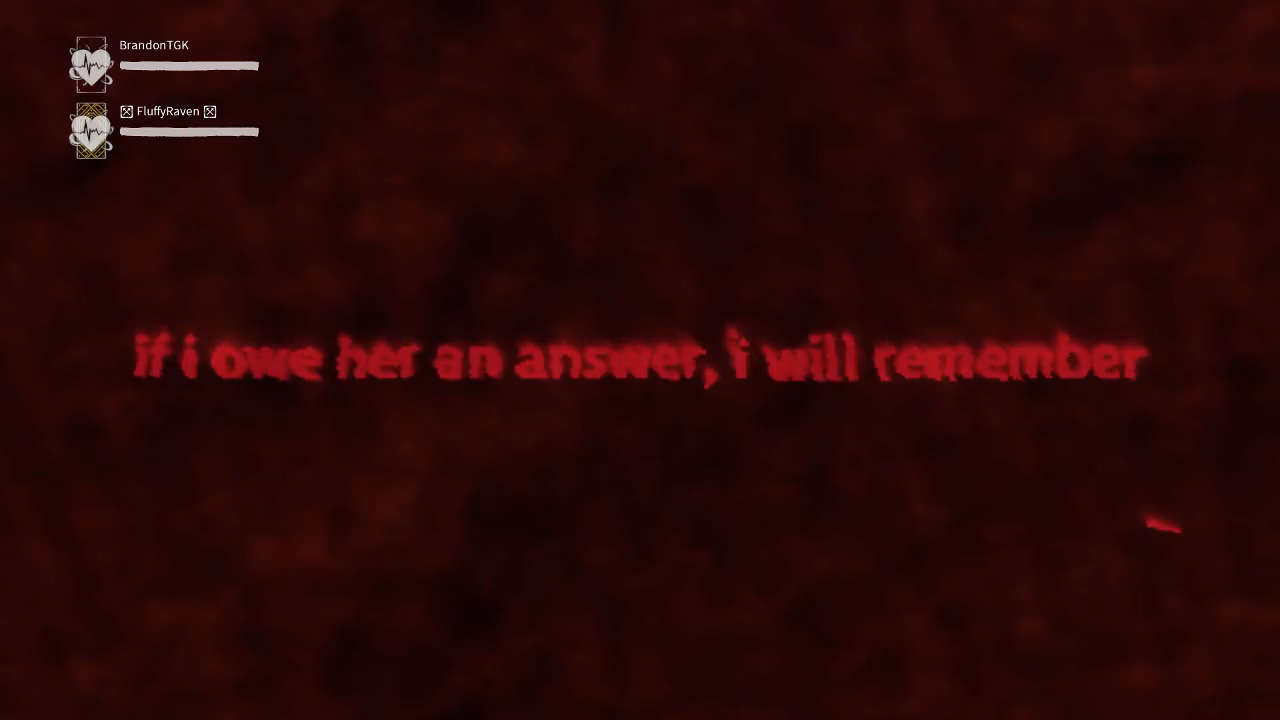 BrandonTGK
FluffyRaven
if i owe her an answer, i will remember